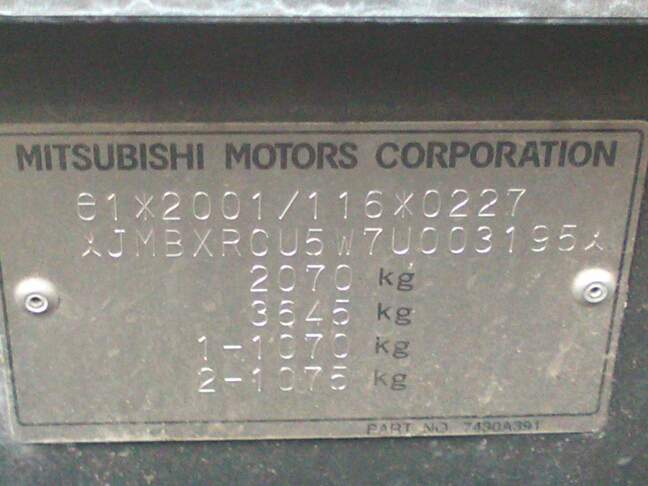 MITSUBISHI MOTORS CORPORATION
e1*2001/116*0227
*JMBXRCU5W7U003195*
2070 kg
3645 kg
1-1070 kg
2-1075 kg
PART NO. 7430A391